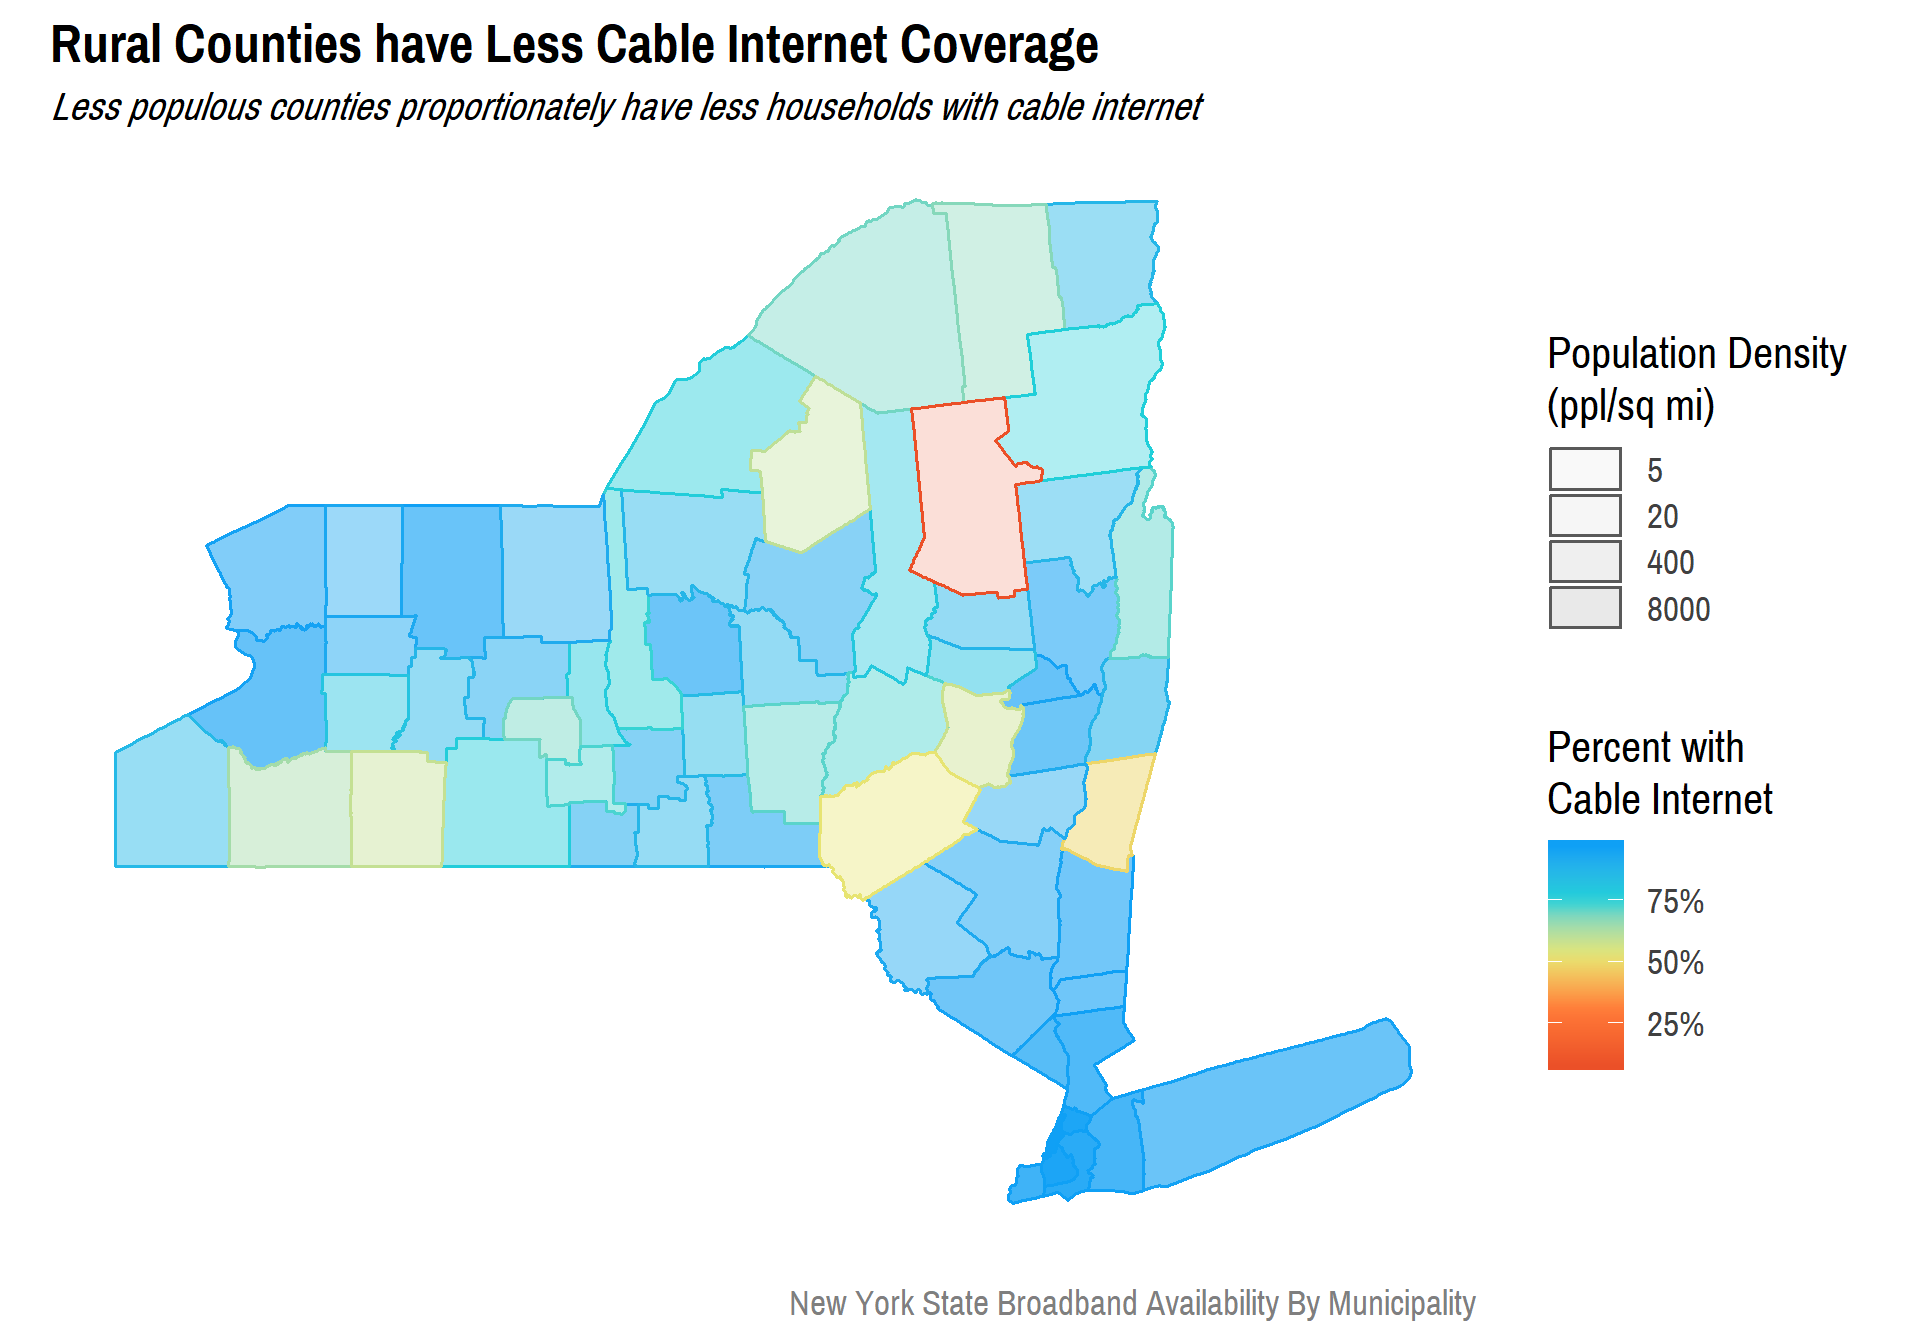 Rural Counties have Less Cable Internet Coverage
Less populous counties proportionately have less households with cable internet
Population Density
(ppl/sq mi)
5
20
400
8000
Percent with
Cable Internet
75%
50%
25%
New York State Broadband Availability By Municipality